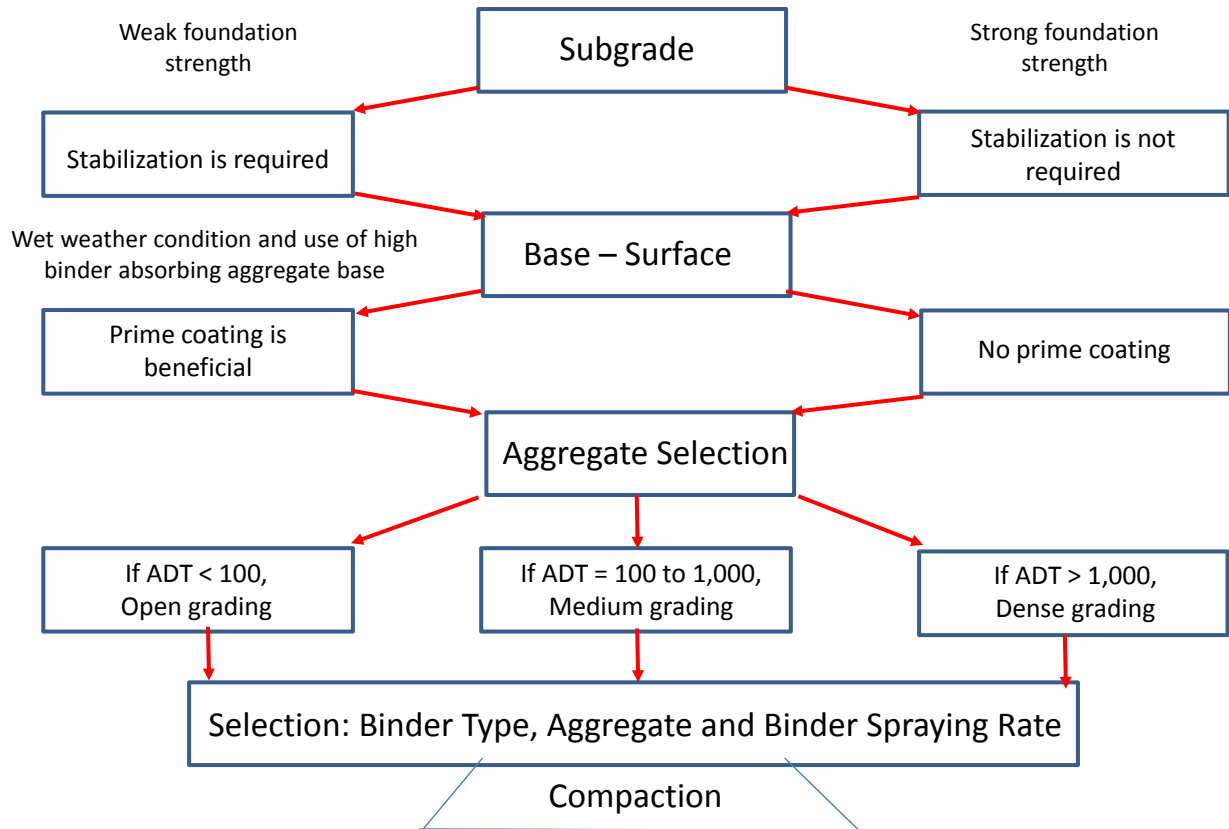 Weak foundation
strength
Subgrade
Strong foundation
strength
Stabilization is required
Stabilization is not
required
Wet weather condition and use of high
binder absorbing aggregate base
Base – Surface
Prime coating is
beneficial
No prime coating
Aggregate Selection
If ADT < 100,
Open grading
If ADT = 100 to 1,000,
Medium grading
If ADT > 1,000,
Dense grading
Selection: Binder Type, Aggregate and Binder Spraying Rate
Compaction